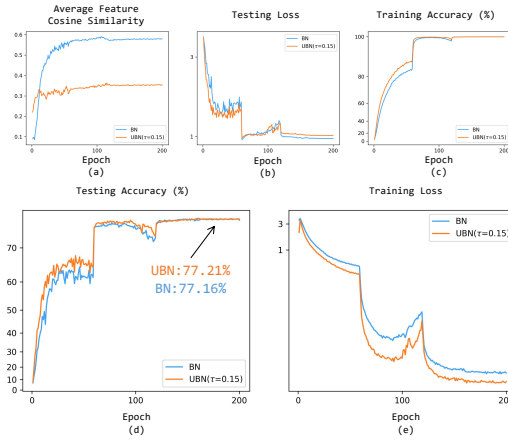 Average Feature
Cosine Similarity
0.6
0.5
0.4
0.3
0.2
0.1
BN
UBN(τ=0.15)
0
100
200
Epoch
(a)
Testing Loss
3
1
BN
UBN(τ=0.15)
0
100
200
Epoch
(b)
Training Accuracy (%)
100
80
60
40
20
0
BN
UBN(τ=0.15)
0
100
200
Epoch
(c)
Testing Accuracy (%)
70
60
50
40
30
20
10
0
UBN:77.21%
BN:77.16%
BN
UBN(τ=0.15)
0
100
200
Epoch
(d)
Training Loss
3
1
0
BN
UBN(τ=0.15)
0
100
200
Epoch
(e)